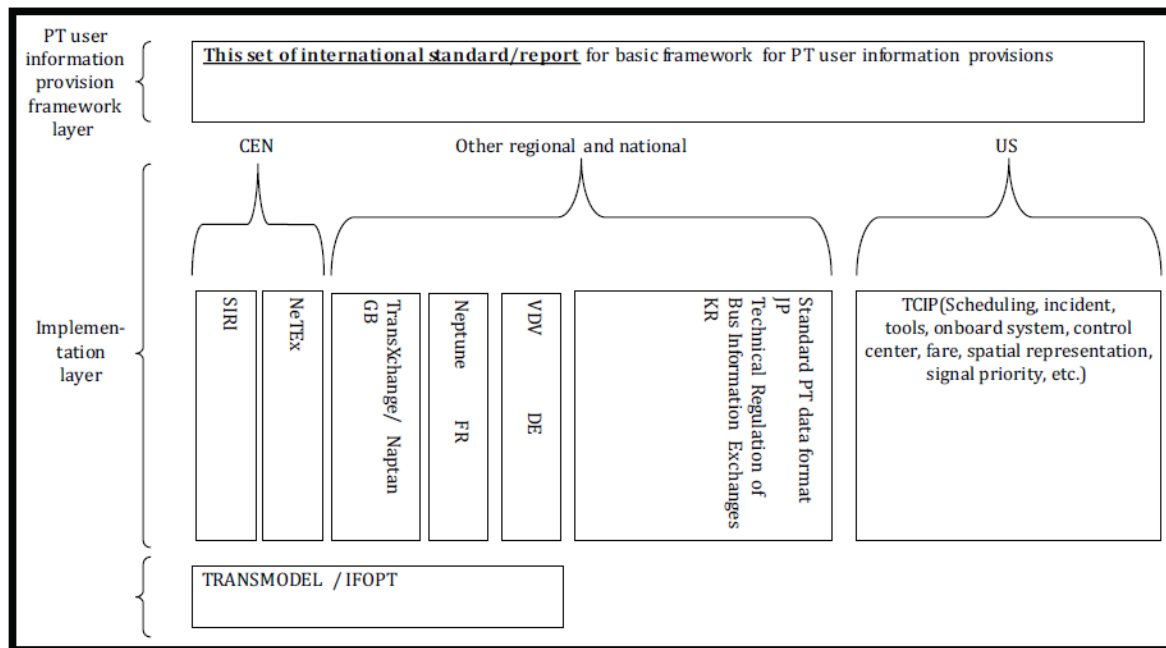 PT user
information
provision
framework
layer
This set of international standard/report for basic framework for PT user information provisions
CEN
Other regional and national
US
Implemen-
tation
layer
SIRI
NeTEx
TransXchange/ Naptan
GB
Neptune FR
VDV DE
Standard PT data format
JP
Technical Regulation of
Bus Information Exchanges
KR
TCIP(Scheduling, incident,
tools, onboard system, control
center, fare, spatial representation,
signal priority, etc.)
TRANSMODEL / IFOPT